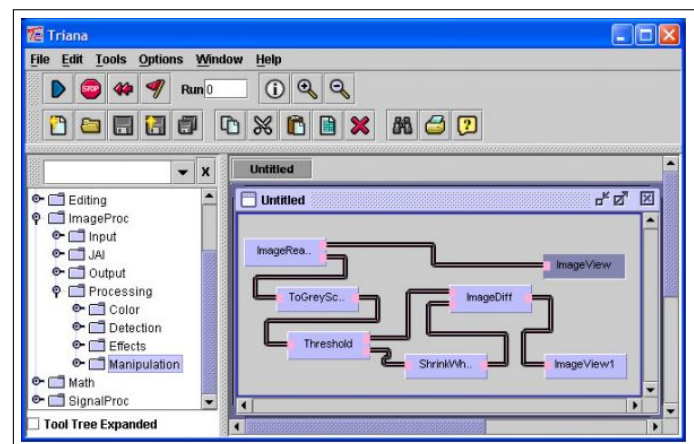 Triana
File Edit Tools Options Window Help
STOP
Run 0
x
Untitled
Editing
ImageProc
Input
JAI
Output
Processing
Color
Detection
Effects
Manipulation
Math
SignalProc
Tool Tree Expanded
Untitled
ImageRea..
ImageView
ToGreySc..
ImageDiff
Threshold
ShrinkWh..
ImageView1